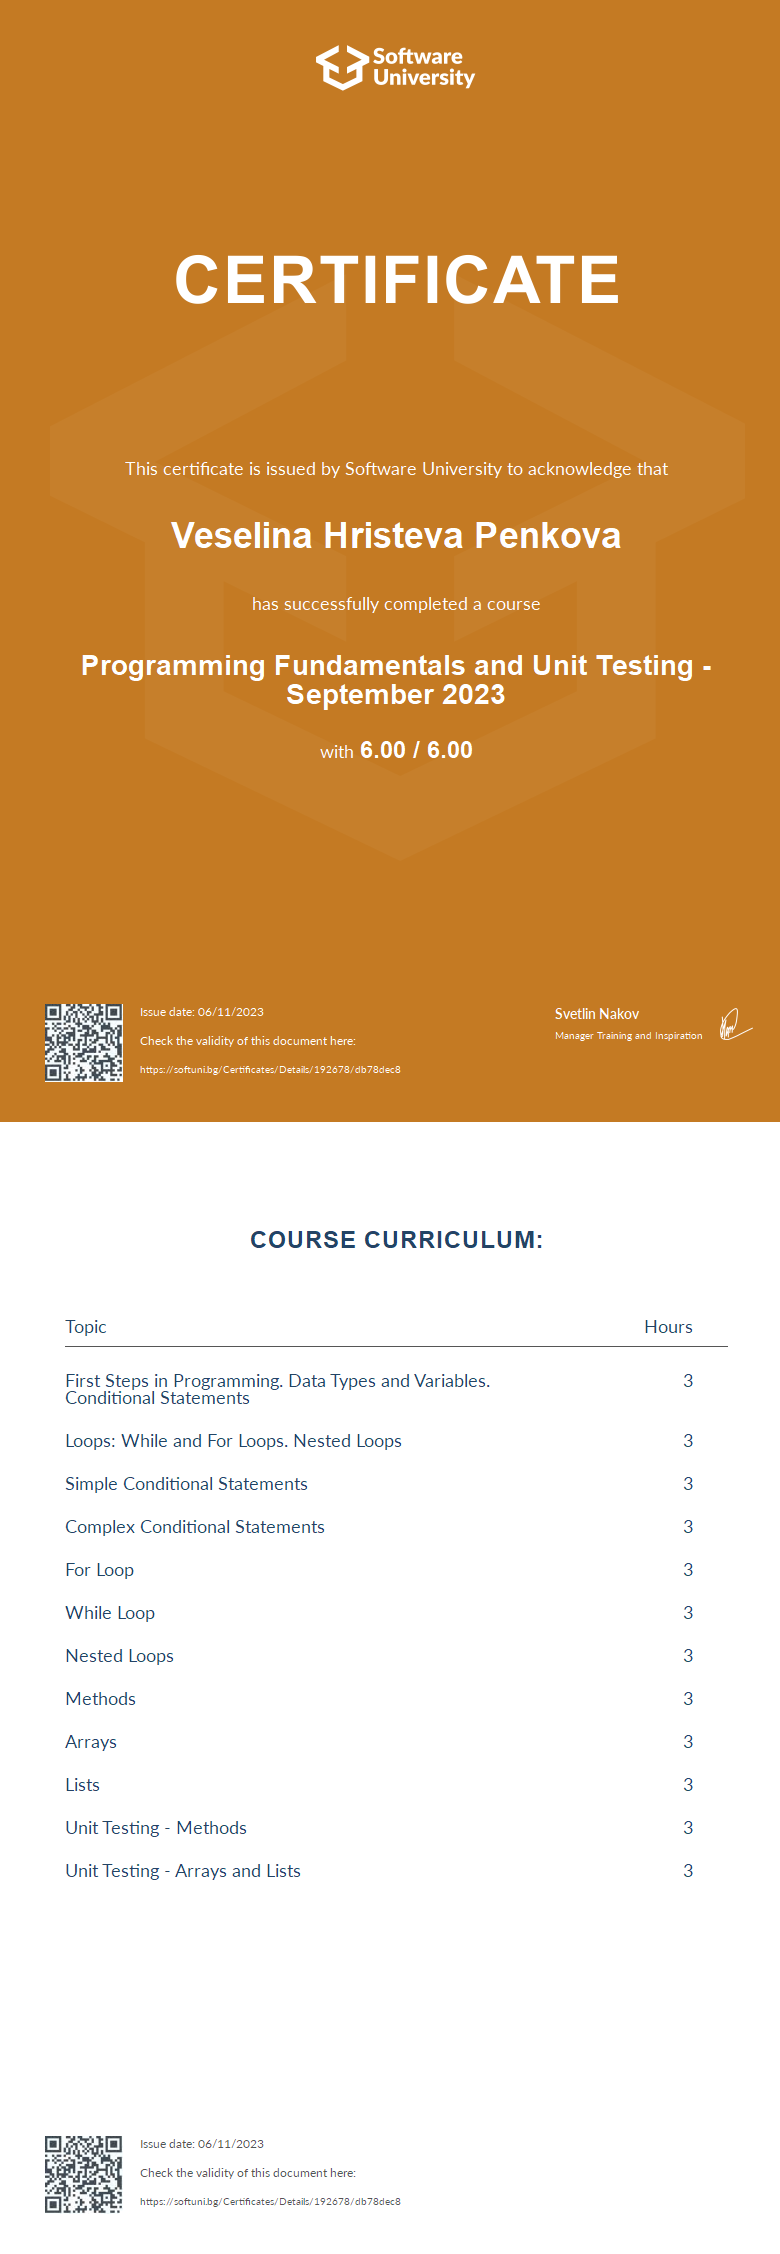 Software
University
CERTIFICATE
This certificate is issued by Software University to acknowledge that
Veselina Hristeva Penkova
has successfully completed a course
Programming Fundamentals and Unit Testing -
September 2023
with 6.00 / 6.00
Issue date: 06/11/2023
Check the validity of this document here:
https://softuni.bg/Certificates/Details/192678/db78dec8
Svetlin Nakov
Manager Training and Inspiration
COURSE CURRICULUM:
Topic Hours
First Steps in Programming. Data Types and Variables. 3
Conditional Statements
Loops: While and For Loops. Nested Loops 3
Simple Conditional Statements 3
Complex Conditional Statements 3
For Loop 3
While Loop 3
Nested Loops 3
Methods 3
Arrays 3
Lists 3
Unit Testing - Methods 3
Unit Testing - Arrays and Lists 3
Issue date: 06/11/2023
Check the validity of this document here:
https://softuni.bg/Certificates/Details/192678/db78dec8